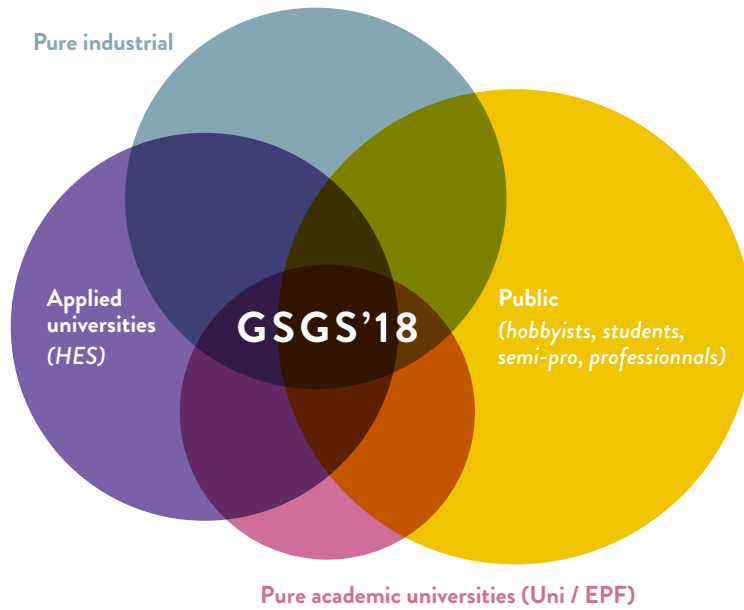 Pure industrial
Applied
universities
(HES)
GSGS’18
Public
(hobbyists, students,
semi-pro, professionnals)
Pure academic universities (Uni / EPF)